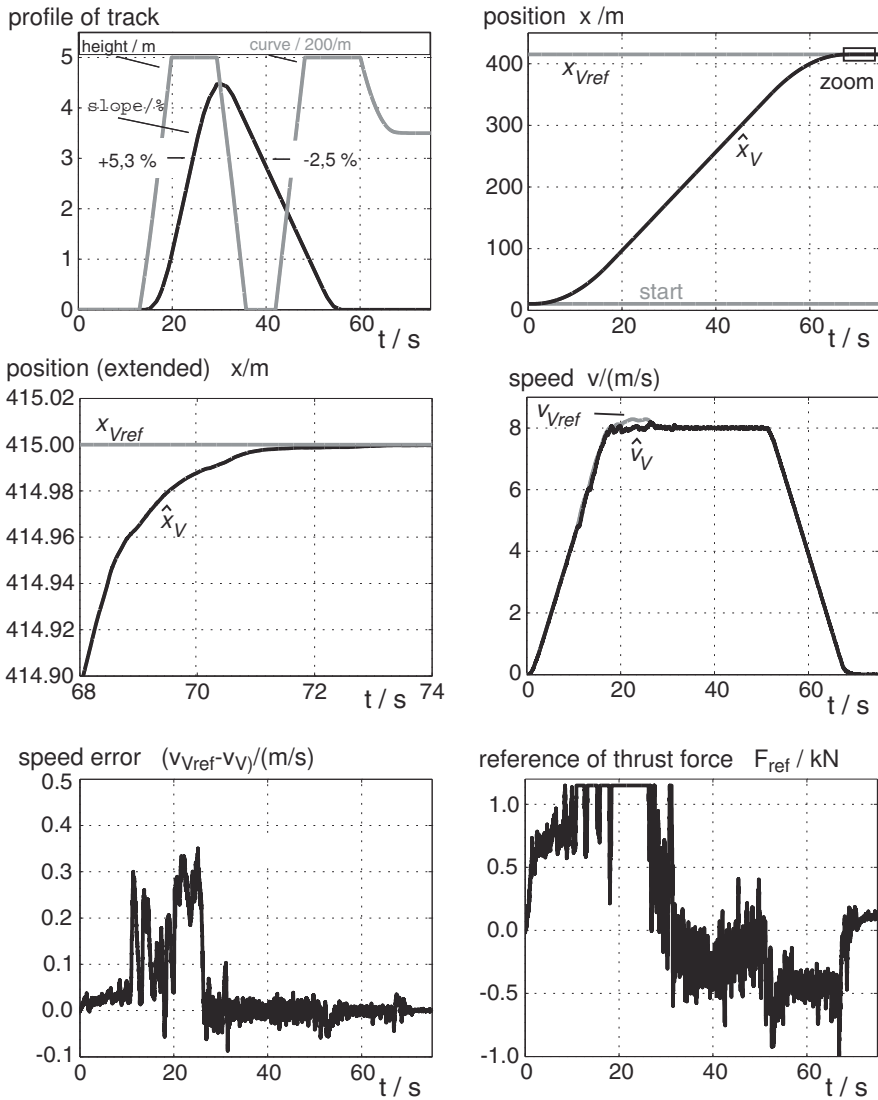 profile of track
height / m
curve / 200/m
slope/%
+5,3 %
-2,5 %
5
4
3
2
1
0
0
20
40
60
t / s
position x /m
x_Vref
zoom
x̂_V
start
400
300
200
100
0
0
20
40
60
t / s
position (extended) x/m
415.02
415.00
414.98
414.96
414.94
414.92
414.90
x_Vref
x̂_V
68
70
72
74
t / s
speed v/(m/s)
v_Vref
v̂_V
8
6
4
2
0
0
20
40
60
t / s
speed error (v_Vref-v_V)/(m/s)
0.5
0.4
0.3
0.2
0.1
0.0
-0.1
0
20
40
60
t / s
reference of thrust force F_ref / kN
1.0
0.5
0.0
-0.5
-1.0
0
20
40
60
t / s